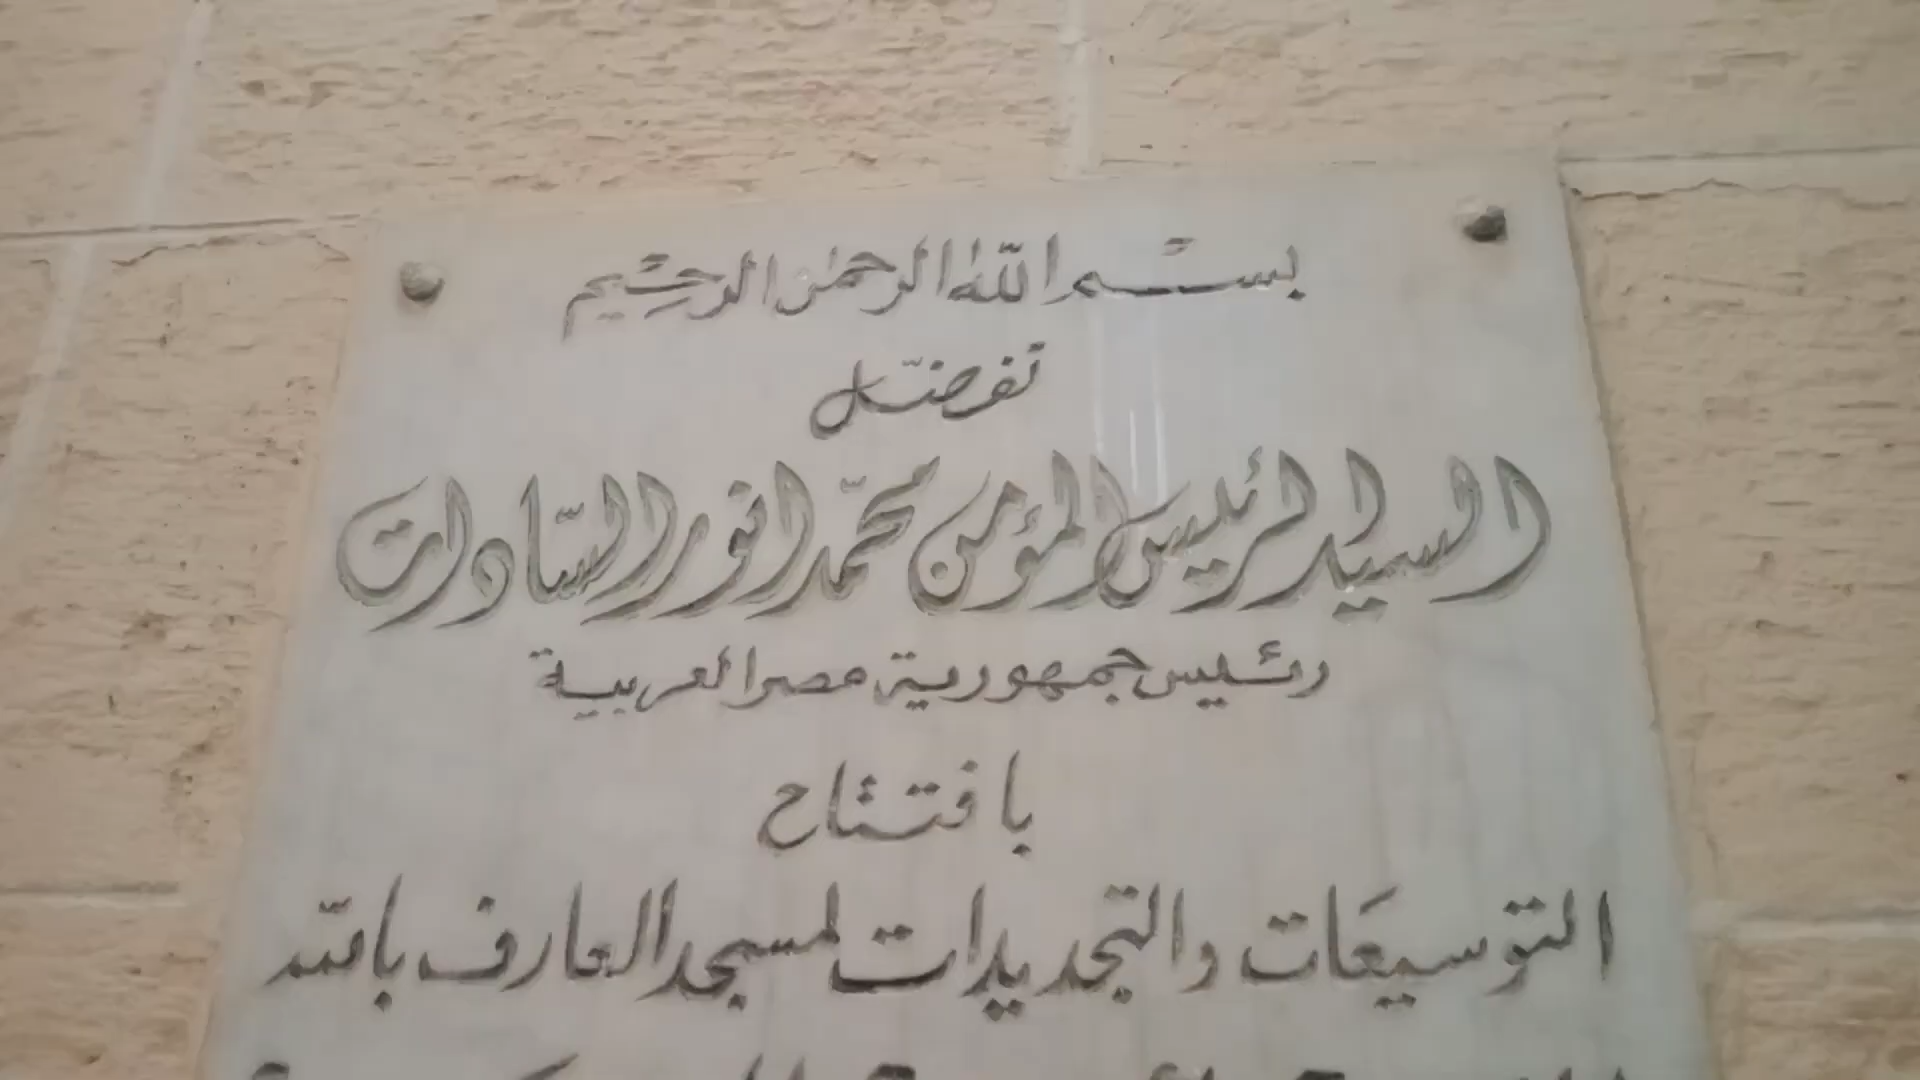 بسم الله الرحمن الرحيم
تفضل
السيد الرئيس المؤمن محمد انور السادات
رئيس جمهورية مصر العربية
بافتتاح
التوسيعات والتجديدات لمسجد العارف بالله